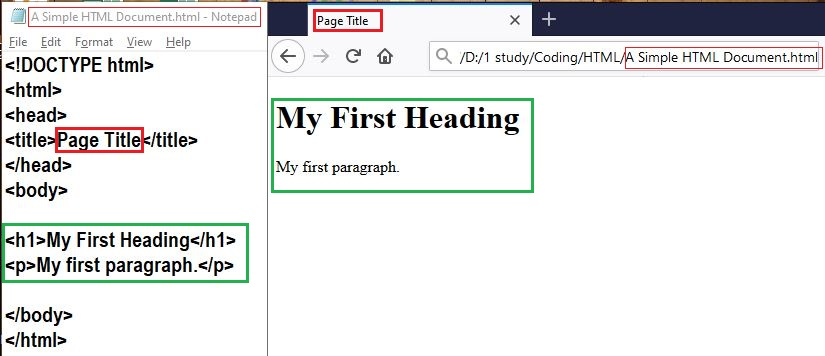 A Simple HTML Document.html - Notepad
File Edit Format View Help
<!DOCTYPE html>
<html>
<head>
<title>Page Title</title>
</head>
<body>
<h1>My First Heading</h1>
<p>My first paragraph.</p>
</body>
</html>
Page Title
/D:/1 study/Coding/HTML/A Simple HTML Document.html
My First Heading
My first paragraph.